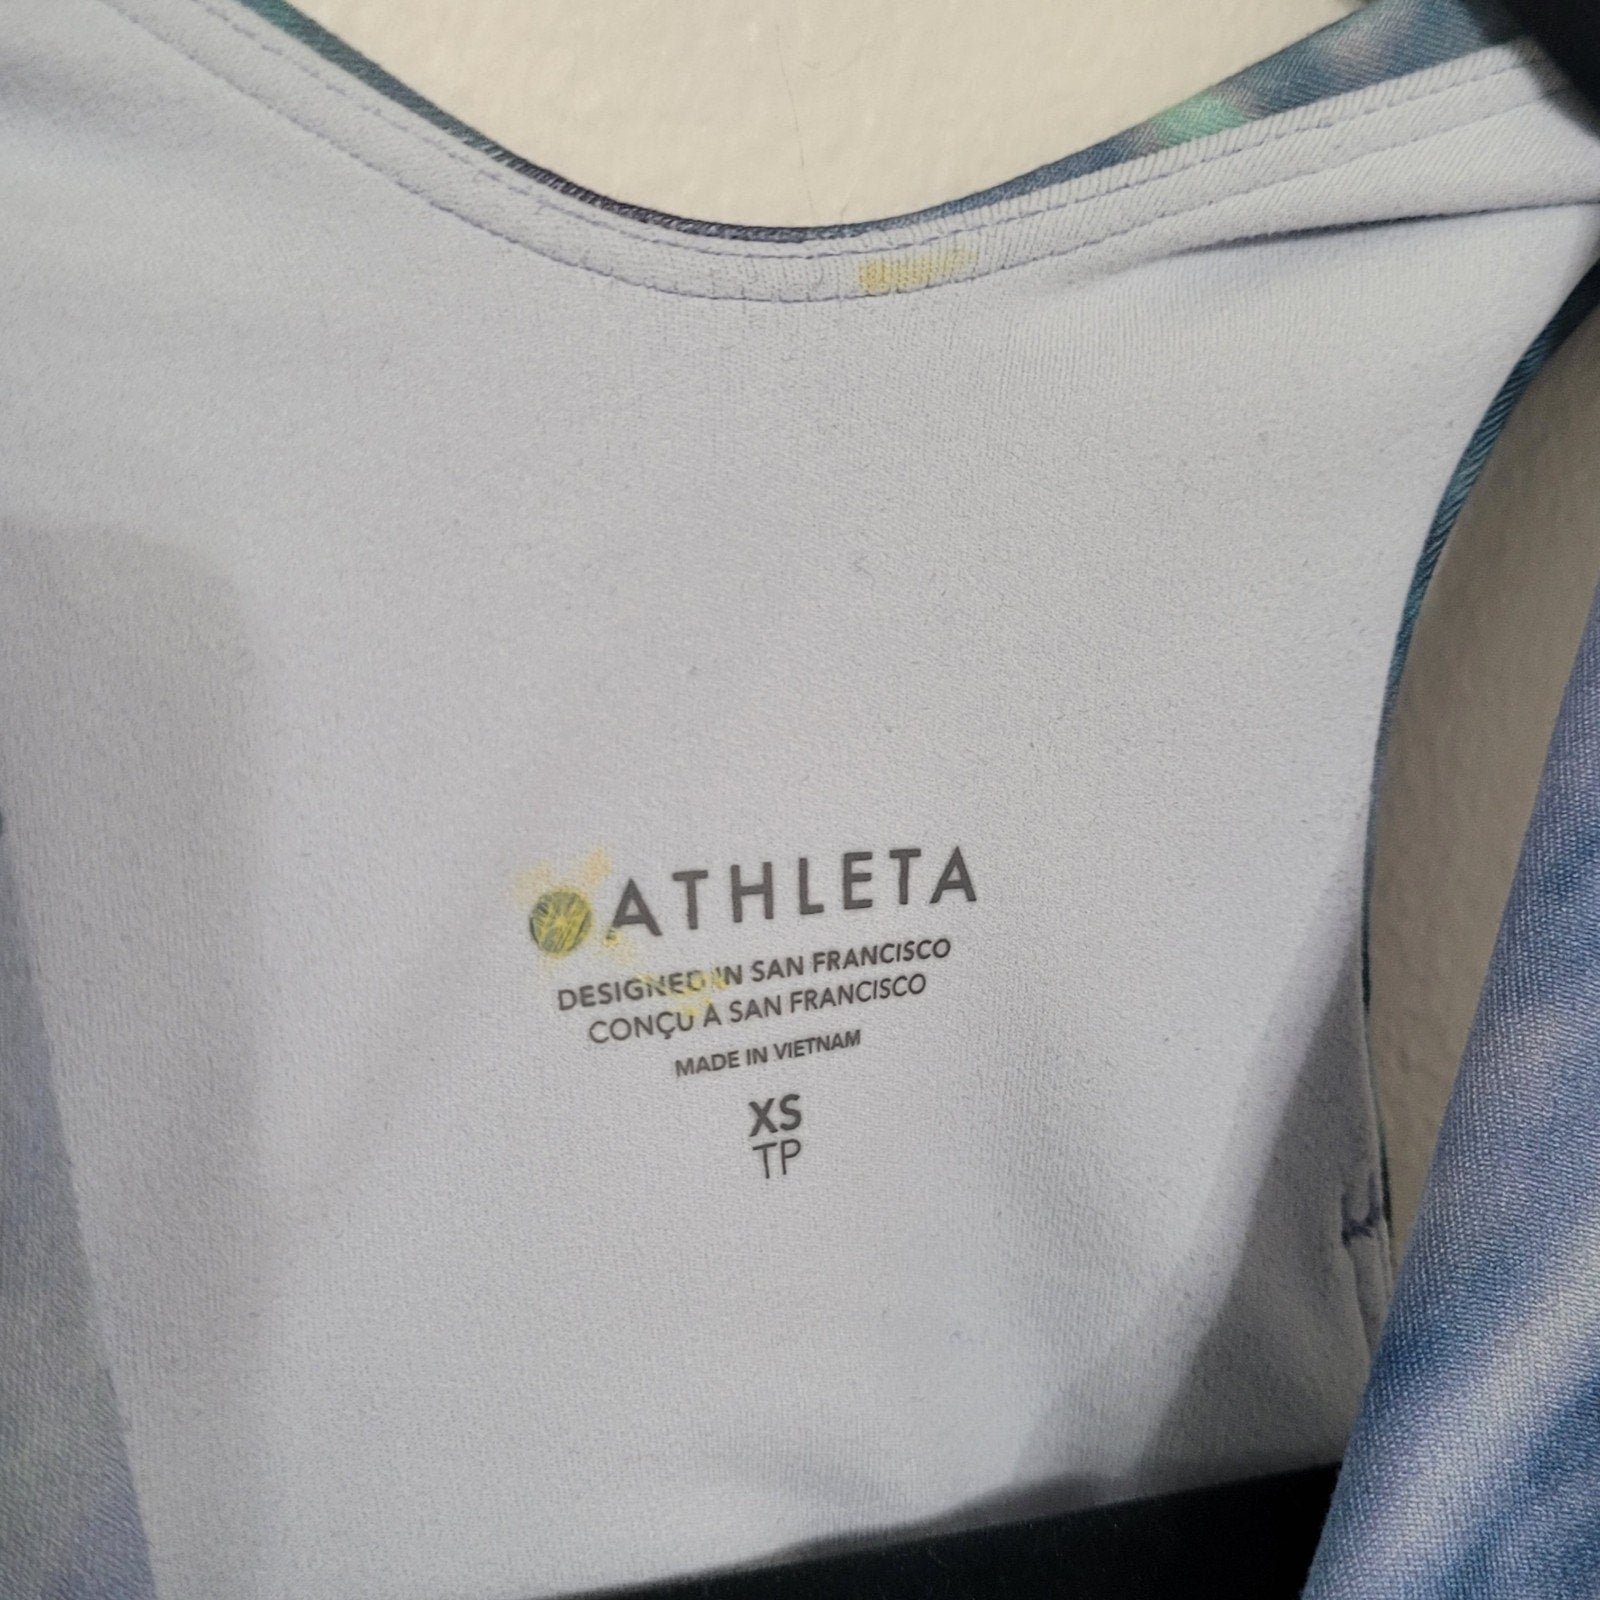 ATHLETA
DESIGNED IN SAN FRANCISCO
CONÇU À SAN FRANCISCO
MADE IN VIETNAM
XS
TP